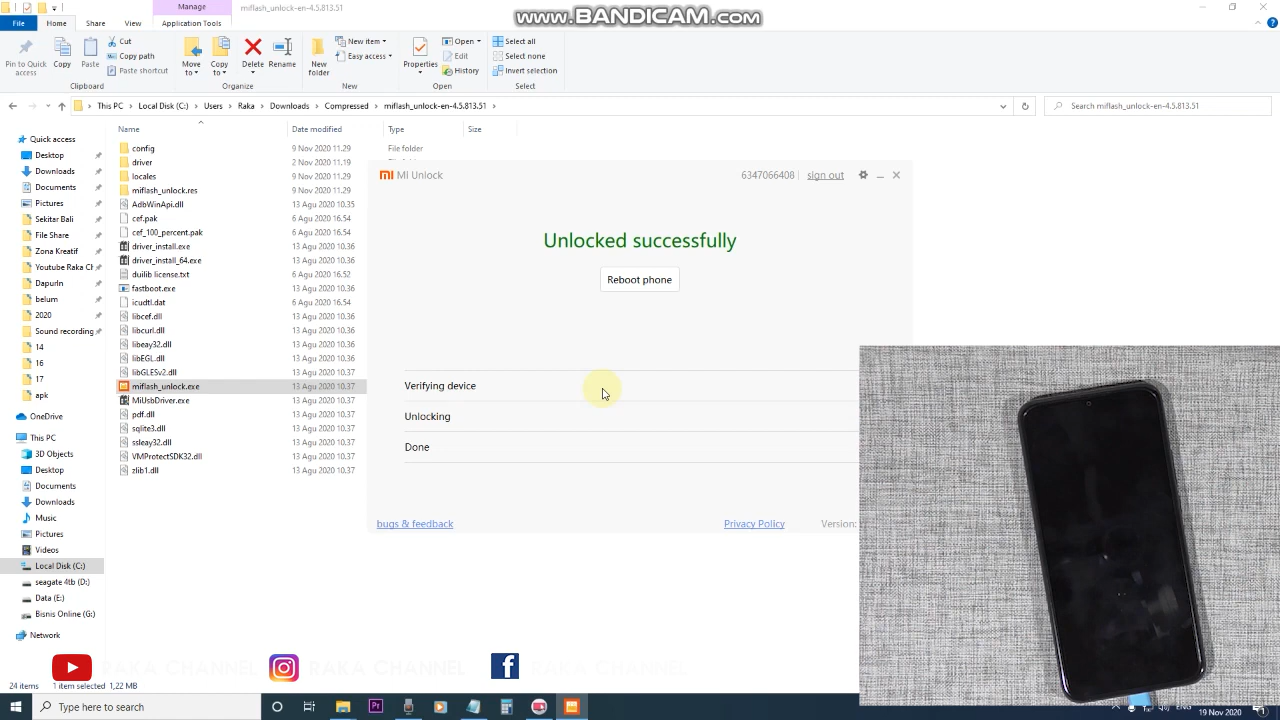 Manage
miflash_unlock-en-4.5.813.51
www.BANDICAM.com
File
Home
Share
View
Application Tools
Pin to Quick access
Copy
Paste
Cut
Copy path
Paste shortcut
Clipboard
Move to
Copy to
Delete
Rename
Organize
New folder
New item
Easy access
New
Properties
Open
Edit
History
Open
Select all
Select none
Invert selection
Select
This PC > Local Disk (C:) > Users > Raka > Downloads > Compressed > miflash_unlock-en-4.5.813.51 >
Search miflash_unlock-en-4.5.813.51
Name Date modified Type Size
Quick access
Desktop
Downloads
Documents
Pictures
Sekitar Bali
File Share
Zona Kreatif
Youtube Raka Ch
Dapurln
belum
2020
Sound recording
14
16
17
apk
OneDrive
This PC
3D Objects
Desktop
Documents
Downloads
Music
Pictures
Videos
Local Disk (C:)
seagate 4tb (D:)
Data (E:)
Bisnis Online (G:)
Network
config 9 Nov 2020 11.29 File folder
driver 2 Nov 2020 11.19
locales 9 Nov 2020 11.29
miflash_unlock.res 9 Nov 2020 11.29
AdbWinApi.dll 13 Agu 2020 10.35
cef.pak 6 Agu 2020 16.54
cef_100_percent.pak 6 Agu 2020 16.54
driver_install.exe 13 Agu 2020 10.36
driver_install_64.exe 13 Agu 2020 10.36
duilib license.txt 6 Agu 2020 16.52
fastboot.exe 13 Agu 2020 10.36
icudtl.dat 6 Agu 2020 16.54
libcef.dll 13 Agu 2020 10.36
libcurl.dll 13 Agu 2020 10.36
libeay32.dll 13 Agu 2020 10.36
libEGL.dll 13 Agu 2020 10.36
libGLESv2.dll 13 Agu 2020 10.37
miflash_unlock.exe 13 Agu 2020 10.37
MiUsbDriver.exe 13 Agu 2020 10.37
pdf.dll 13 Agu 2020 10.37
sqlite3.dll 13 Agu 2020 10.37
ssleay32.dll 13 Agu 2020 10.37
VMProtectSDK32.dll 13 Agu 2020 10.37
zlib1.dll 13 Agu 2020 10.37
MI Unlock
6347066408
sign out
Unlocked successfully
Reboot phone
Verifying device
Unlocking
Done
bugs & feedback
Privacy Policy
Version:
24 items 1 item selected 1,22 MB
Type here to search
19 Nov 2020